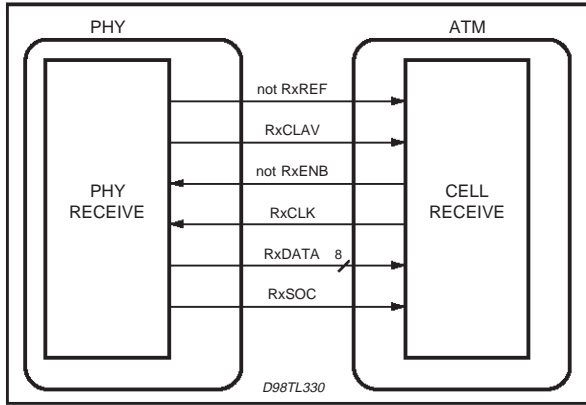 PHY
ATM
not RxREF
RxCLAV
not RxENB
PHY
RECEIVE
CELL
RECEIVE
RxCLK
RxDATA 8
RxSOC
D98TL330